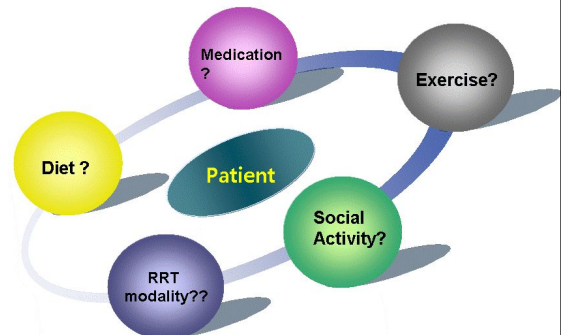 Medication
?
Exercise?
Diet ?
Patient
Social
Activity?
RRT
modality??